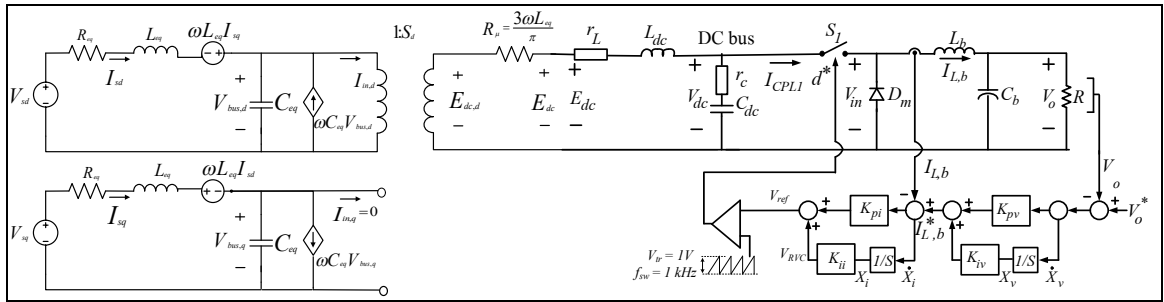 R_eq L_eq ωL_eq I_sq
I_sd
V_sd
+ V_bus,d −
C_eq
ωC_eq V_bus,d
I_in,d
1:S_d
+ E_dc,d −
R_μ = 3ωL_eq / π
+ E_dc −
r_L
E_dc
L_dc
DC bus
r_c
+ V_dc −
C_dc
I_CPL1
S_1
d*
+ V_in −
D_m
L_b
I_L,b
C_b
+ V_o −
R
R_eq L_eq ωL_eq I_sd
I_sq
V_sq
+ V_bus,q −
C_eq
ωC_eq V_bus,q
I_in,q=0
I_L,b
V_o
V_ref
K_pi
I_L*,b
K_pv
V_o*
V_tr = 1V
f_sw = 1 kHz
V_RVC
K_ii
X_i
1/S
Ẋ_i
K_iv
X_v
1/S
Ẋ_v